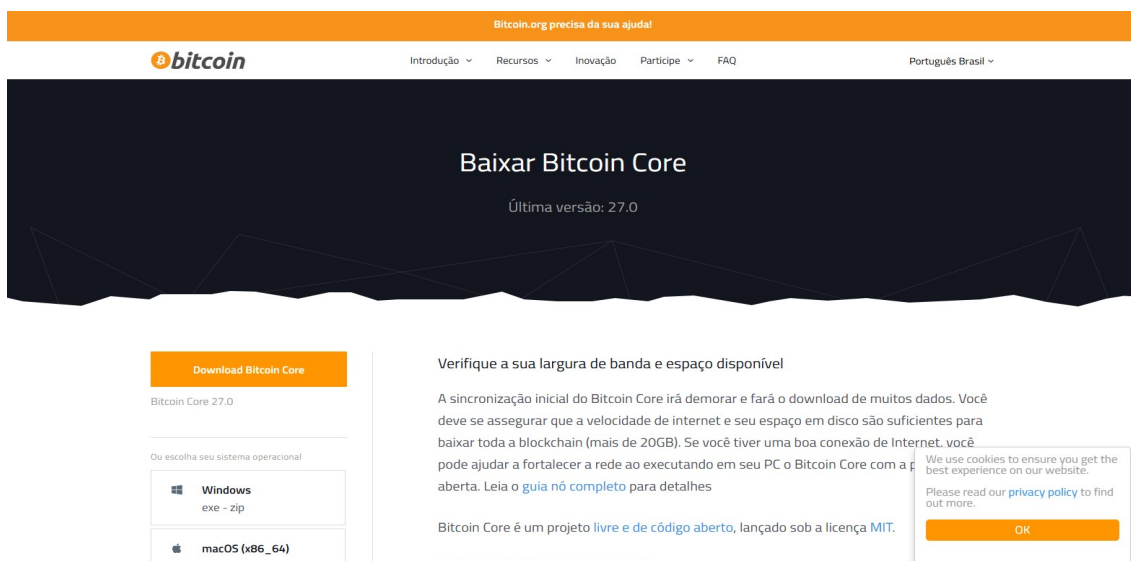 Bitcoin.org precisa da sua ajuda!
bitcoin
Introdução Recursos Inovação Participe FAQ Português Brasil
Baixar Bitcoin Core
Última versão: 27.0
Download Bitcoin Core
Bitcoin Core 27.0
Ou escolha seu sistema operacional
Windows
exe - zip
macOS (x86_64)
Verifique a sua largura de banda e espaço disponível
A sincronização inicial do Bitcoin Core irá demorar e fará o download de muitos dados. Você
deve se assegurar que a velocidade de internet e seu espaço em disco são suficientes para
baixar toda a blockchain (mais de 20GB). Se você tiver uma boa conexão de Internet, você
pode ajudar a fortalecer a rede ao executando em seu PC o Bitcoin Core com a p
aberta. Leia o guia nó completo para detalhes
Bitcoin Core é um projeto livre e de código aberto, lançado sob a licença MIT.
We use cookies to ensure you get the
best experience on our website.
Please read our privacy policy to find
out more.
OK